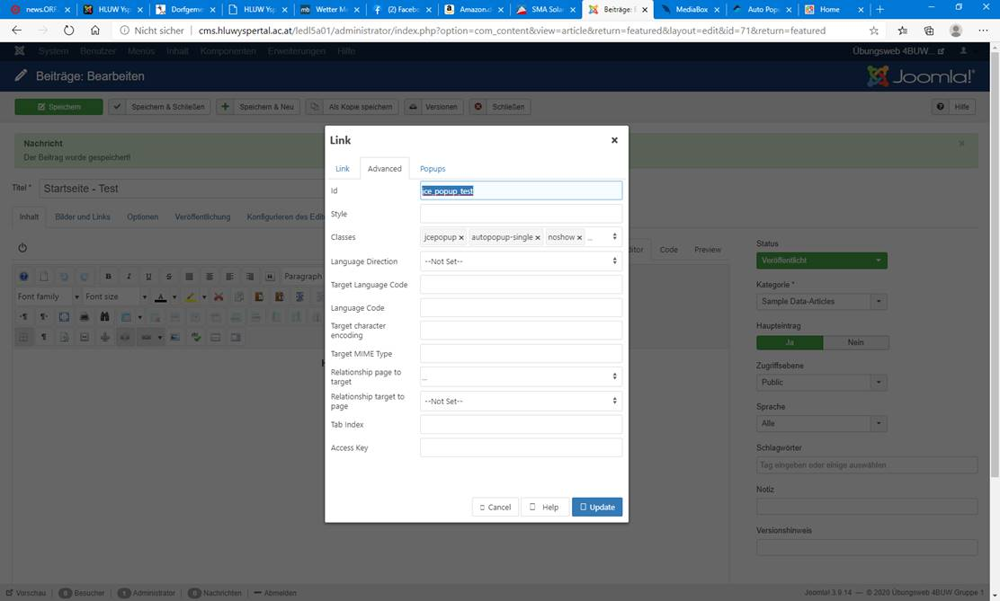 news.ORF. HLUW Ysp Dorfgeme HLUW Ysp Wetter Me (2) Facebo Amazon.d SMA Solar Beiträge: E MediaBox Auto Pop Home
Nicht sicher cms.hluwyspertal.ac.at/ledl5a01/administrator/index.php?option=com_content&view=article&return=featured&layout=edit&id=71&return=featured
System Benutzer Menüs Inhalt Komponenten Erweiterungen Hilfe Übungsweb 4BUW...
Beiträge: Bearbeiten Joomla!
Speichern Speichern & Schließen Speichern & Neu Als Kopie speichern Versionen Schließen Hilfe
Nachricht
Der Beitrag wurde gespeichert!
Titel * Startseite - Test
Inhalt Bilder und Links Optionen Veröffentlichung Konfigurieren des Edito
Editor Code Preview
Paragraph
Font family Font size
Link
Link Advanced Popups
Id jce_popup_test
Style
Classes jcepopup autopopup-single noshow ...
Language Direction --Not Set--
Target Language Code
Language Code
Target character
encoding
Target MIME Type
Relationship page to
target ...
Relationship target to
page --Not Set--
Tab Index
Access Key
Cancel Help Update
Status
Veröffentlicht
Kategorie *
Sample Data-Articles
Haupteintrag
Ja Nein
Zugriffsebene
Public
Sprache
Alle
Schlagwörter
Tag eingeben oder einige auswählen
Notiz
Versionshinweis
Vorschau 0 Besucher 1 Administrator 0 Nachrichten Abmelden Joomla! 3.9.14 — © 2020 Übungsweb 4BUW Gruppe 1